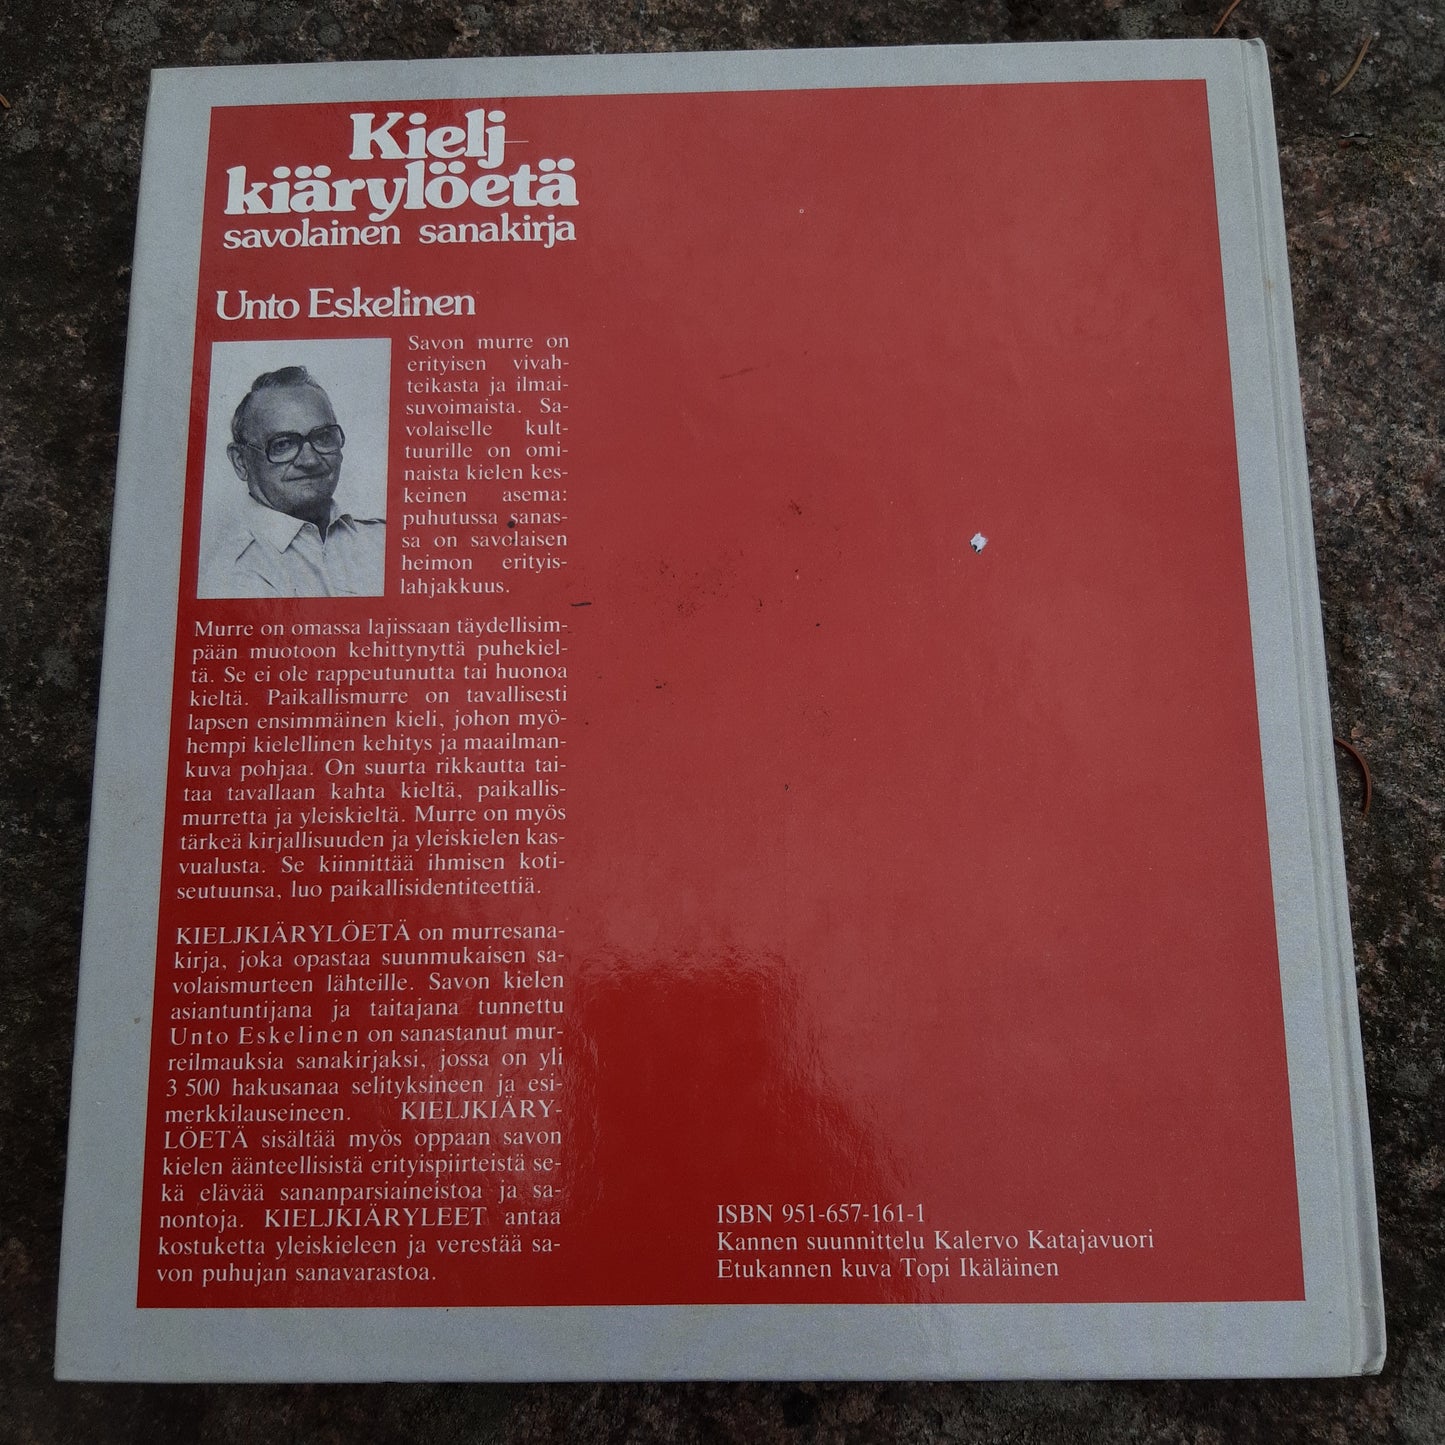 Kielj-
kiärylöetä
savolainen sanakirja
Unto Eskelinen
Savon murre on
erityisen vivah-
teikasta ja ilmai-
suvoimaista. Sa-
volaiselle kult-
tuurille on omi-
naista kielen kes-
keinen asema:
puhutussa sanas-
sa on savolaisen
heimon erityis-
lahjakkuus.
Murre on omassa lajissaan täydellisim-
pään muotoon kehittynyttä puhekiel-
tä. Se ei ole rappeutunutta tai huonoa
kieltä. Paikallismurre on tavallisesti
lapsen ensimmäinen kieli, johon myö-
hempi kielellinen kehitys ja maailman-
kuva pohjaa. On suurta rikkautta tai-
taa tavallaan kahta kieltä, paikallis-
murretta ja yleiskieltä. Murre on myös
tärkeä kirjallisuuden ja yleiskielen kas-
vualusta. Se kiinnittää ihmisen koti-
seutuunsa, luo paikallisidentiteettiä.
KIELJKIÄRYLÖETÄ on murresana-
kirja, joka opastaa suunmukaisen sa-
volaismurteen lähteille. Savon kielen
asiantuntijana ja taitajana tunnettu
Unto Eskelinen on sanastanut mur-
reilmauksia sanakirjaksi, jossa on yli
3 500 hakusanaa selityksineen ja esi-
merkkilauseineen. KIELJKIÄRY-
LÖETÄ sisältää myös oppaan savon
kielen äänteellisistä erityispiirteistä se-
kä elävää sananparsiaineistoa ja sa-
nontoja. KIELJKIÄRYLEET antaa
kostuketta yleiskieleen ja verestää sa-
von puhujan sanavarastoa.
ISBN 951-657-161-1
Kannen suunnittelu Kalervo Katajavuori
Etukannen kuva Topi Ikäläinen